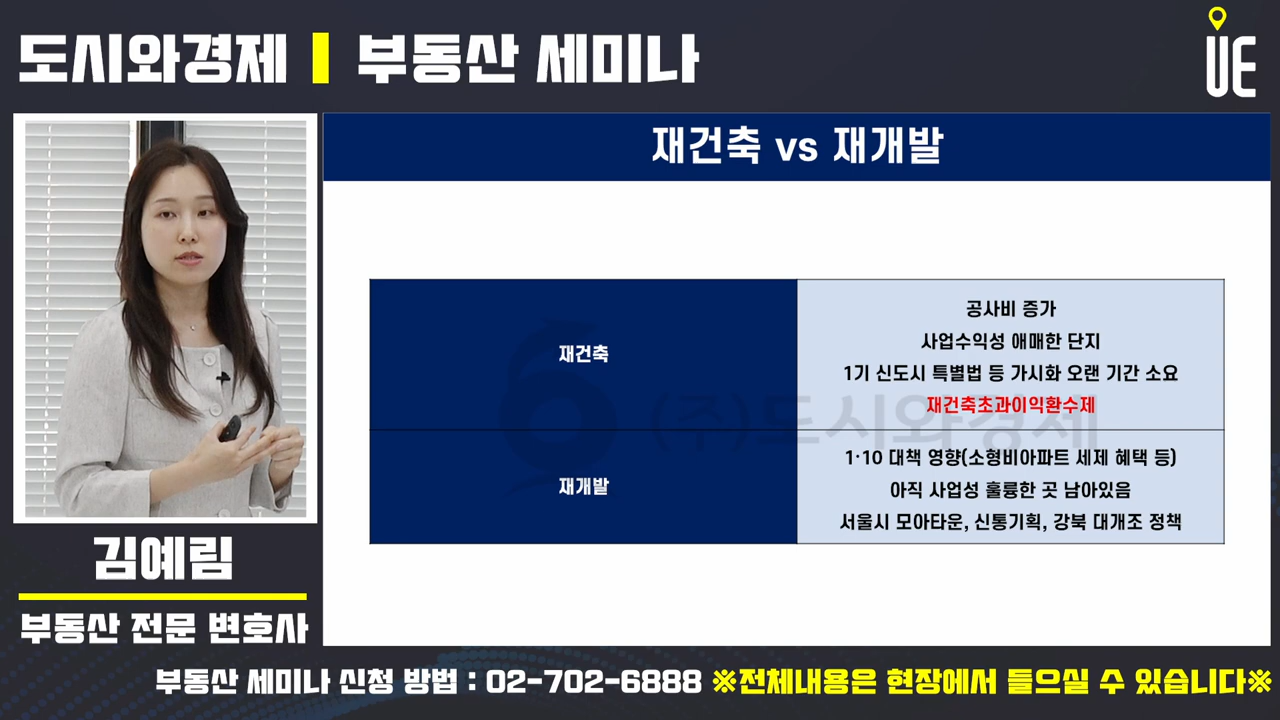 도시와경제 | 부동산 세미나
UE
재건축 vs 재개발
재건축
공사비 증가
사업수익성 애매한 단지
1기 신도시 특별법 등 가시화 오랜 기간 소요
재건축초과이익환수제
(주)도시와경제
재개발
1·10 대책 영향(소형비아파트 세제 혜택 등)
아직 사업성 훌륭한 곳 남아있음
서울시 모아타운, 신통기획, 강북 대개조 정책
김예림
부동산 전문 변호사
부동산 세미나 신청 방법 : 02-702-6888 ※전체내용은 현장에서 들으실 수 있습니다※